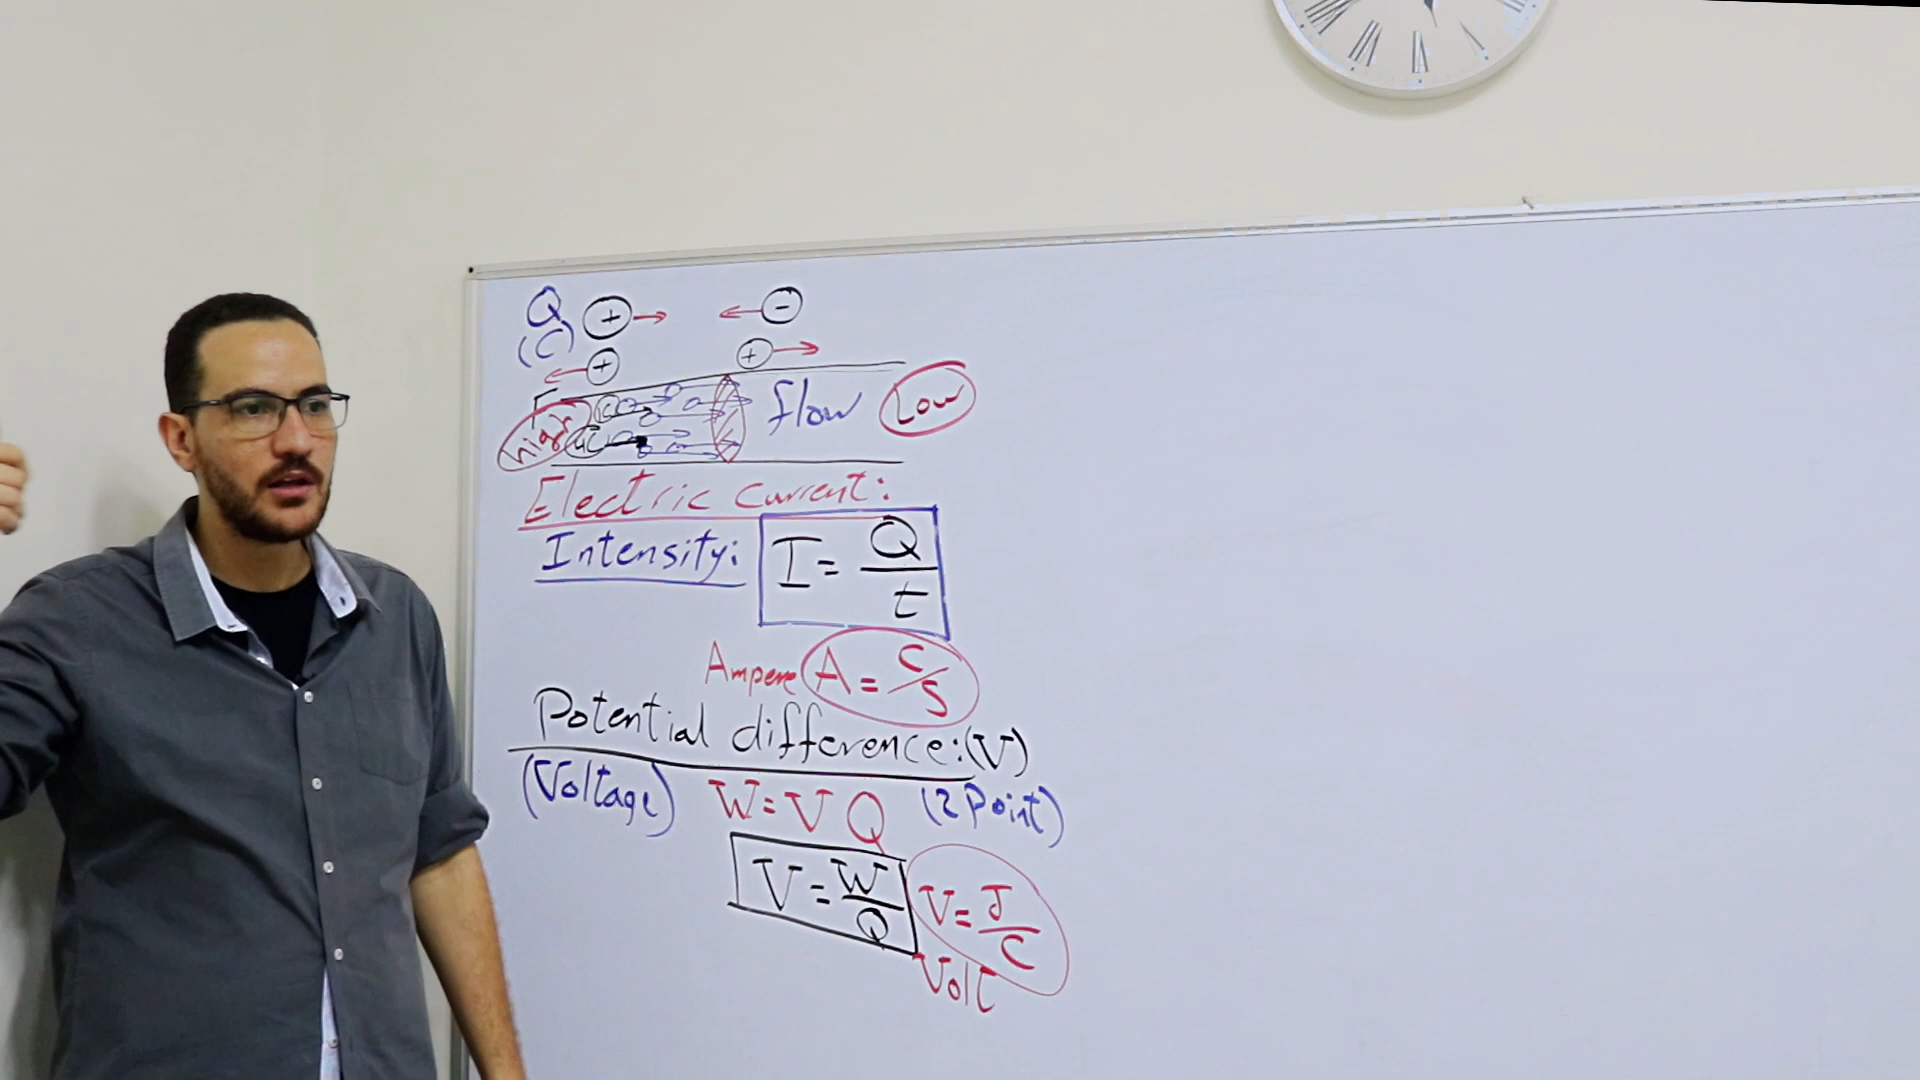 Q + → ← −
(C)
← + + →
high flow Low
Electric current:
Intensity: I = Q/t
Ampere A = C/S
Potential difference:(V)
(Voltage) W = V Q (2 Point)
V = W/Q V = J/C
Volt